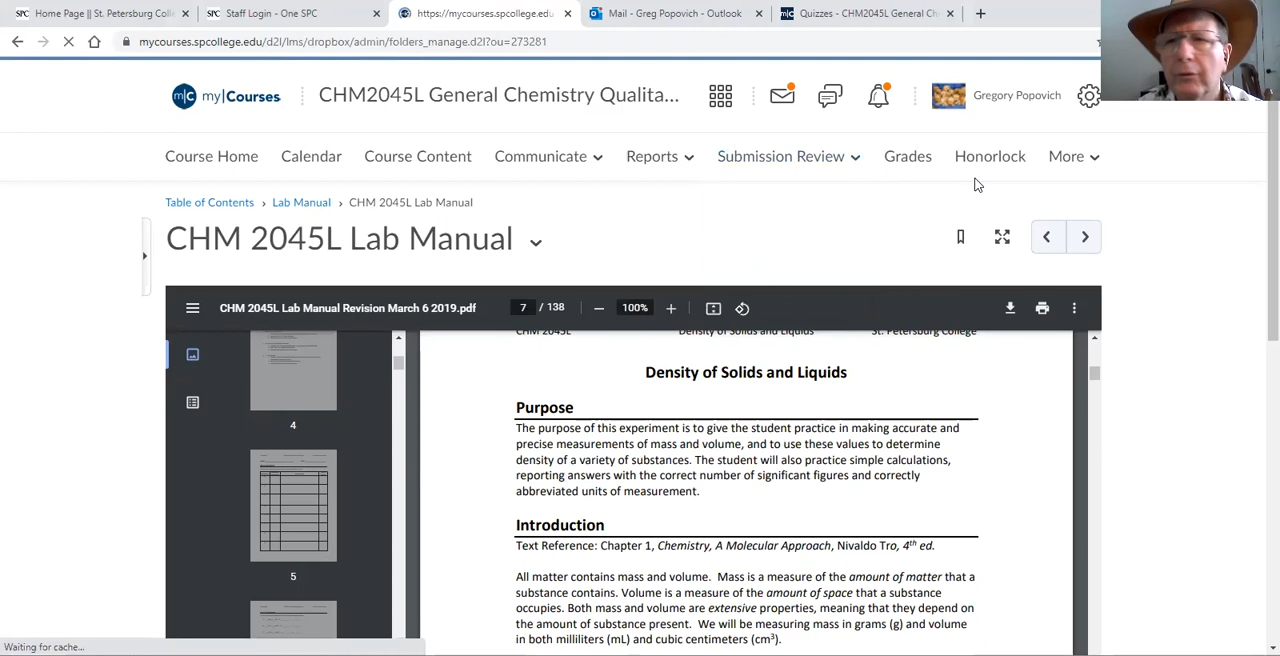 SPC Home Page || St. Petersburg Coll
SPC Staff Login - One SPC
https://mycourses.spcollege.edu
Mail - Greg Popovich - Outlook
m|C Quizzes - CHM2045L General Ch
mycourses.spcollege.edu/d2l/lms/dropbox/admin/folders_manage.d2l?ou=273281
m|C my|Courses
CHM2045L General Chemistry Qualita...
Gregory Popovich
Course Home Calendar Course Content Communicate Reports Submission Review Grades Honorlock More
Table of Contents › Lab Manual › CHM 2045L Lab Manual
CHM 2045L Lab Manual
CHM 2045L Lab Manual Revision March 6 2019.pdf 7 / 138 100%
CHM 2045L Density of Solids and Liquids St. Petersburg College
Density of Solids and Liquids
Purpose
The purpose of this experiment is to give the student practice in making accurate and
precise measurements of mass and volume, and to use these values to determine
density of a variety of substances. The student will also practice simple calculations,
reporting answers with the correct number of significant figures and correctly
abbreviated units of measurement.
Introduction
Text Reference: Chapter 1, Chemistry, A Molecular Approach, Nivaldo Tro, 4th ed.
All matter contains mass and volume. Mass is a measure of the amount of matter that a
substance contains. Volume is a measure of the amount of space that a substance
occupies. Both mass and volume are extensive properties, meaning that they depend on
the amount of substance present. We will be measuring mass in grams (g) and volume
in both milliliters (mL) and cubic centimeters (cm³).
4
5
Waiting for cache...